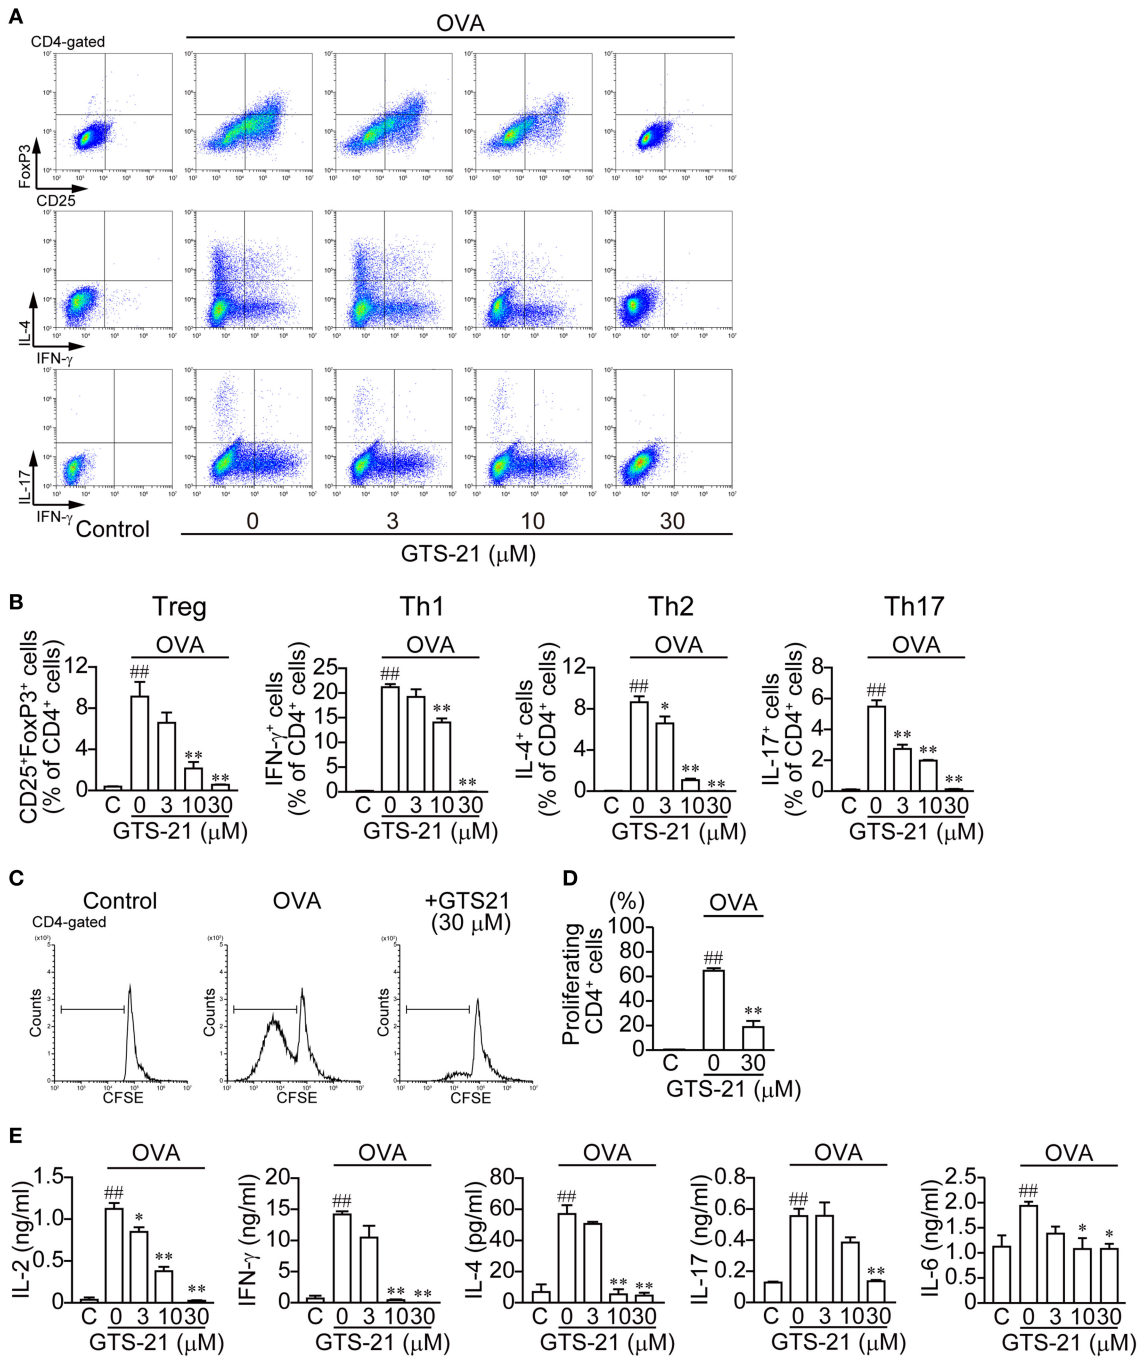 A
OVA
CD4-gated
FoxP3
CD25
IL-4
IFN-γ
IL-17
IFN-γ
Control
0 3 10 30
GTS-21 (μM)
B
Treg Th1 Th2 Th17
OVA OVA OVA OVA
CD25⁺FoxP3⁺ cells
(% of CD4⁺ cells)
12
8
4
0
## ** **
C 0 3 10 30
GTS-21 (μM)
IFN-γ⁺ cells
(% of CD4⁺ cells)
25
20
15
10
5
0
## ** **
C 0 3 10 30
GTS-21 (μM)
IL-4⁺ cells
(% of CD4⁺ cells)
12
8
4
0
## * ** **
C 0 3 10 30
GTS-21 (μM)
IL-17⁺ cells
(% of CD4⁺ cells)
8
6
4
2
0
## ** ** **
C 0 3 10 30
GTS-21 (μM)
C
Control OVA +GTS21
(30 μM)
CD4-gated
Counts Counts Counts
CFSE CFSE CFSE
D
(%)
OVA
Proliferating
CD4⁺ cells
100
80
60
40
20
0
## **
C 0 30
GTS-21 (μM)
E
OVA OVA OVA OVA OVA
IL-2 (ng/ml)
1.5
1.0
0.5
0
## * ** **
C 0 3 10 30
GTS-21 (μM)
IFN-γ (ng/ml)
20
15
10
5
0
## ** **
C 0 3 10 30
GTS-21 (μM)
IL-4 (pg/ml)
80
60
40
20
0
## ** **
C 0 3 10 30
GTS-21 (μM)
IL-17 (ng/ml)
0.8
0.6
0.4
0.2
0
## **
C 0 3 10 30
GTS-21 (μM)
IL-6 (ng/ml)
2.5
2.0
1.5
1.0
0.5
0
## * *
C 0 3 10 30
GTS-21 (μM)